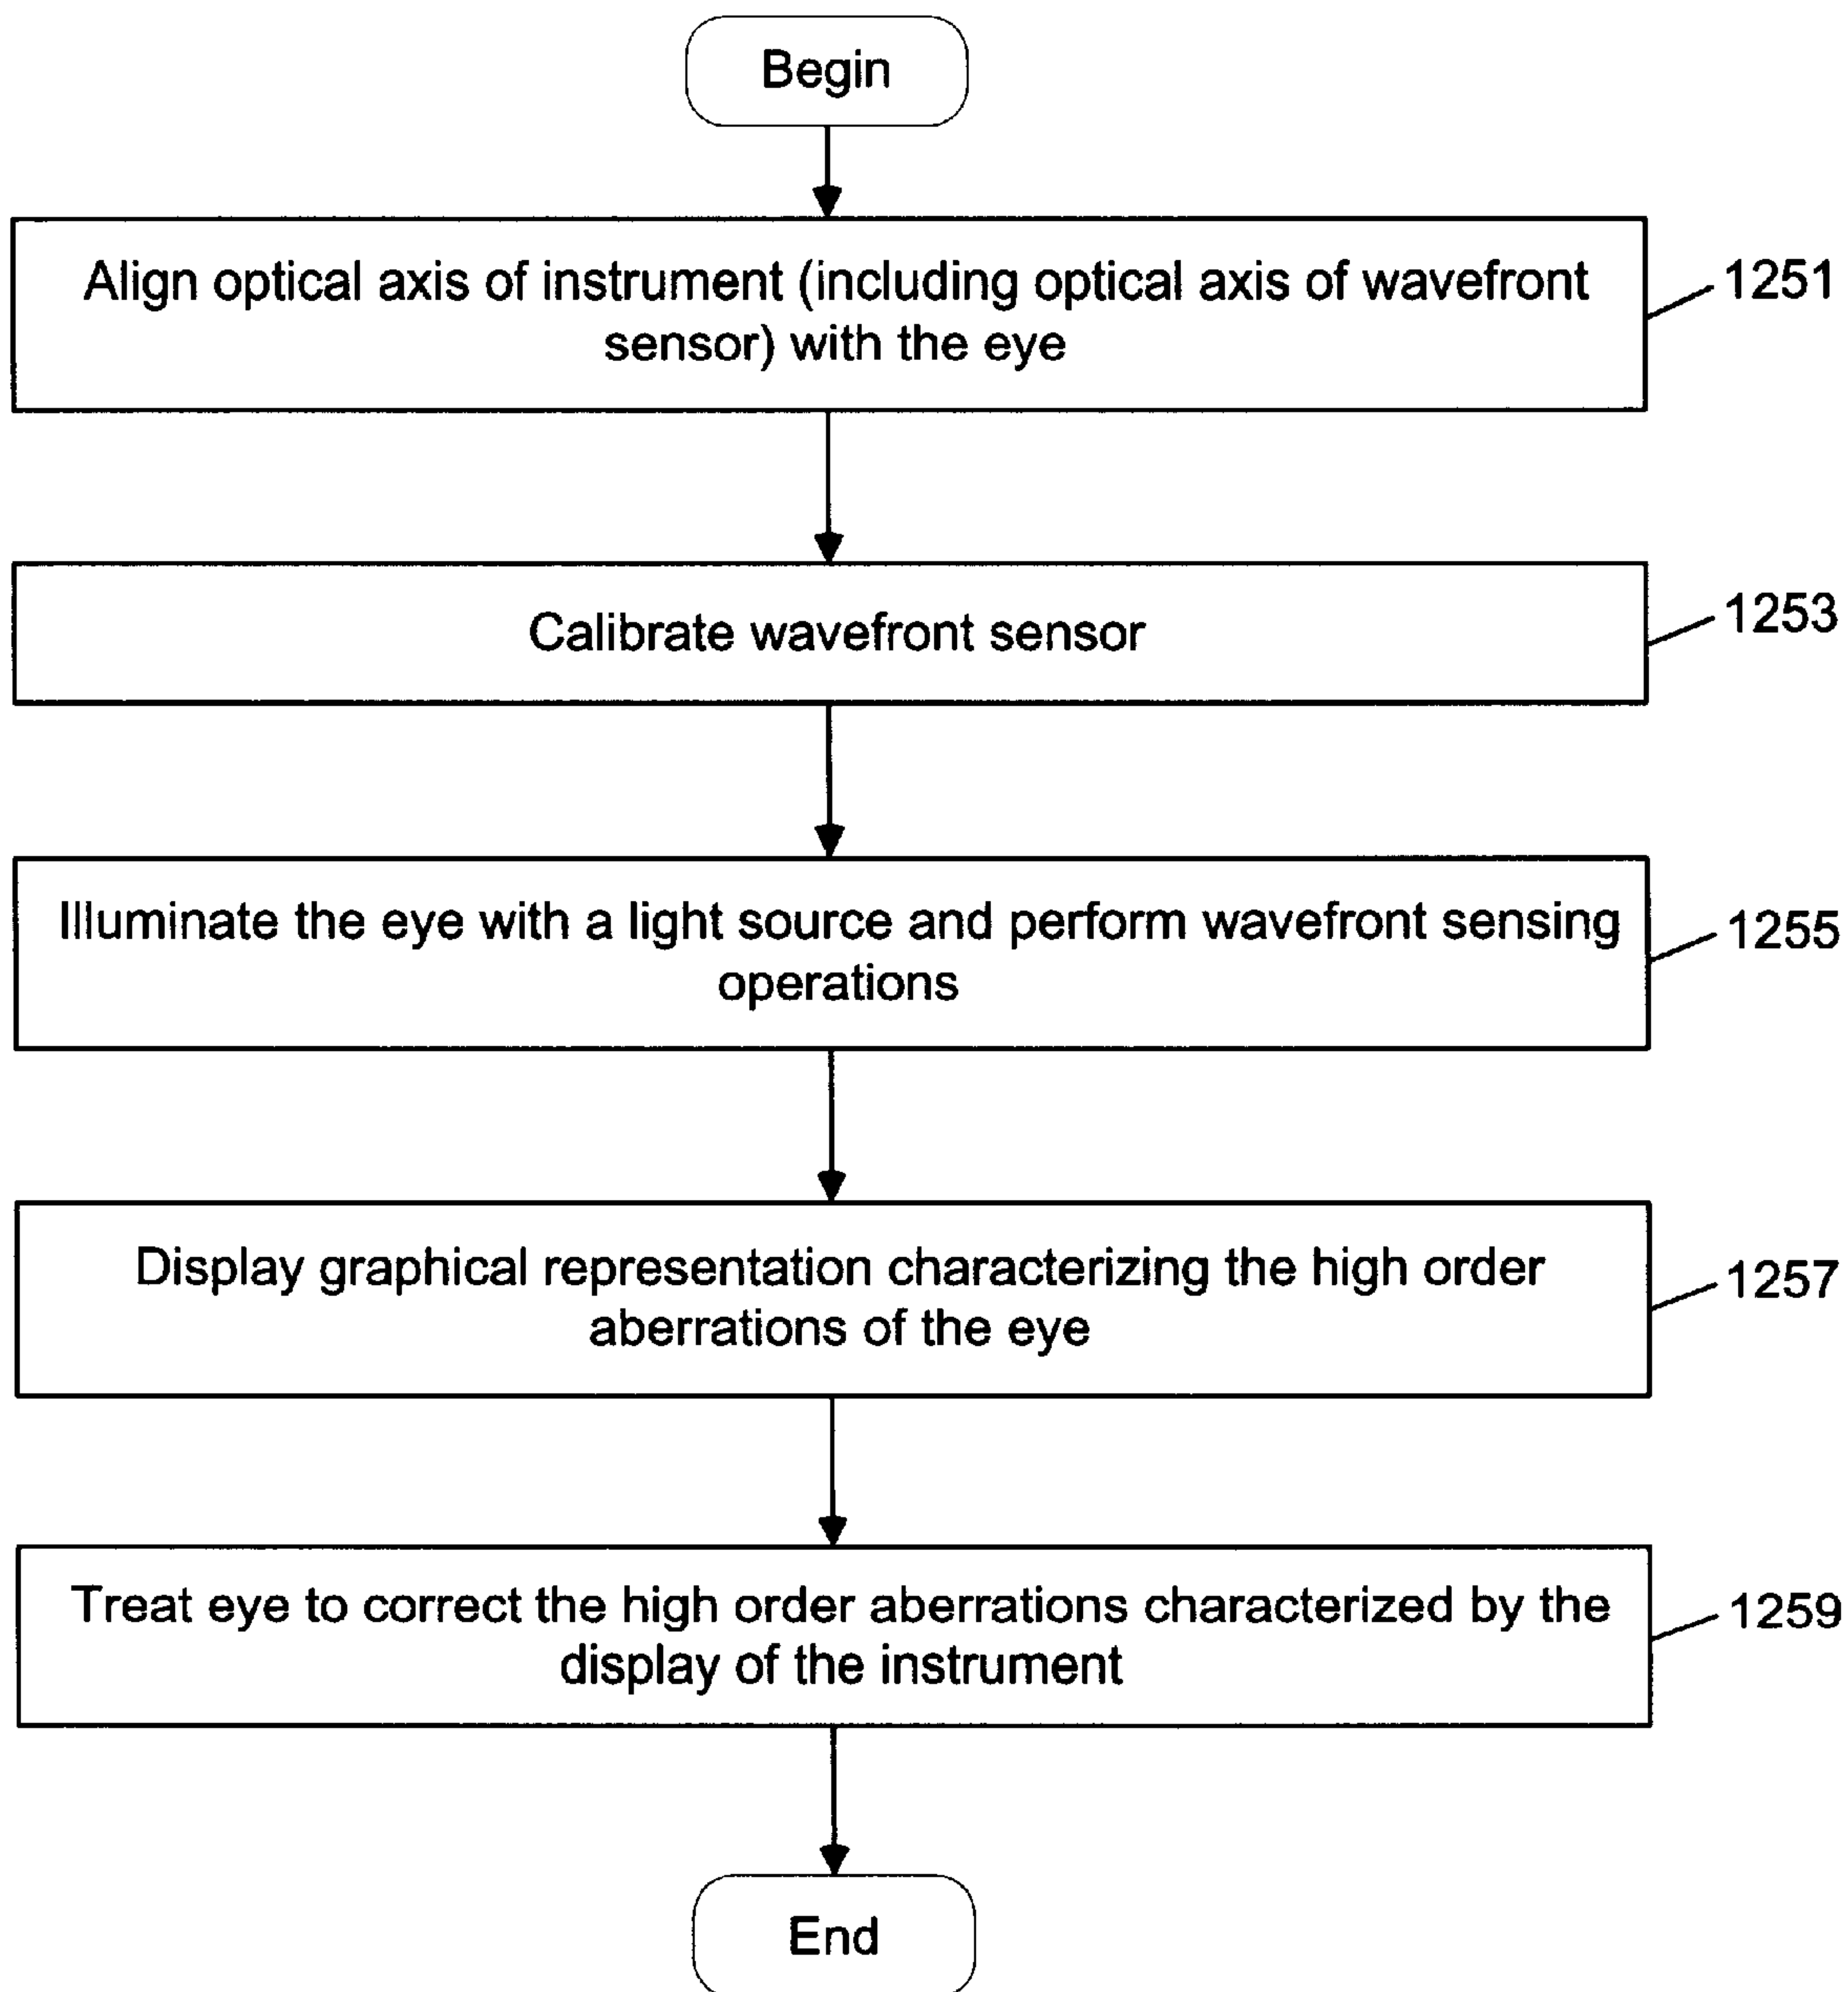 Begin
Align optical axis of instrument (including optical axis of wavefront
sensor) with the eye
1251
Calibrate wavefront sensor
1253
Illuminate the eye with a light source and perform wavefront sensing
operations
1255
Display graphical representation characterizing the high order
aberrations of the eye
1257
Treat eye to correct the high order aberrations characterized by the
display of the instrument
1259
End